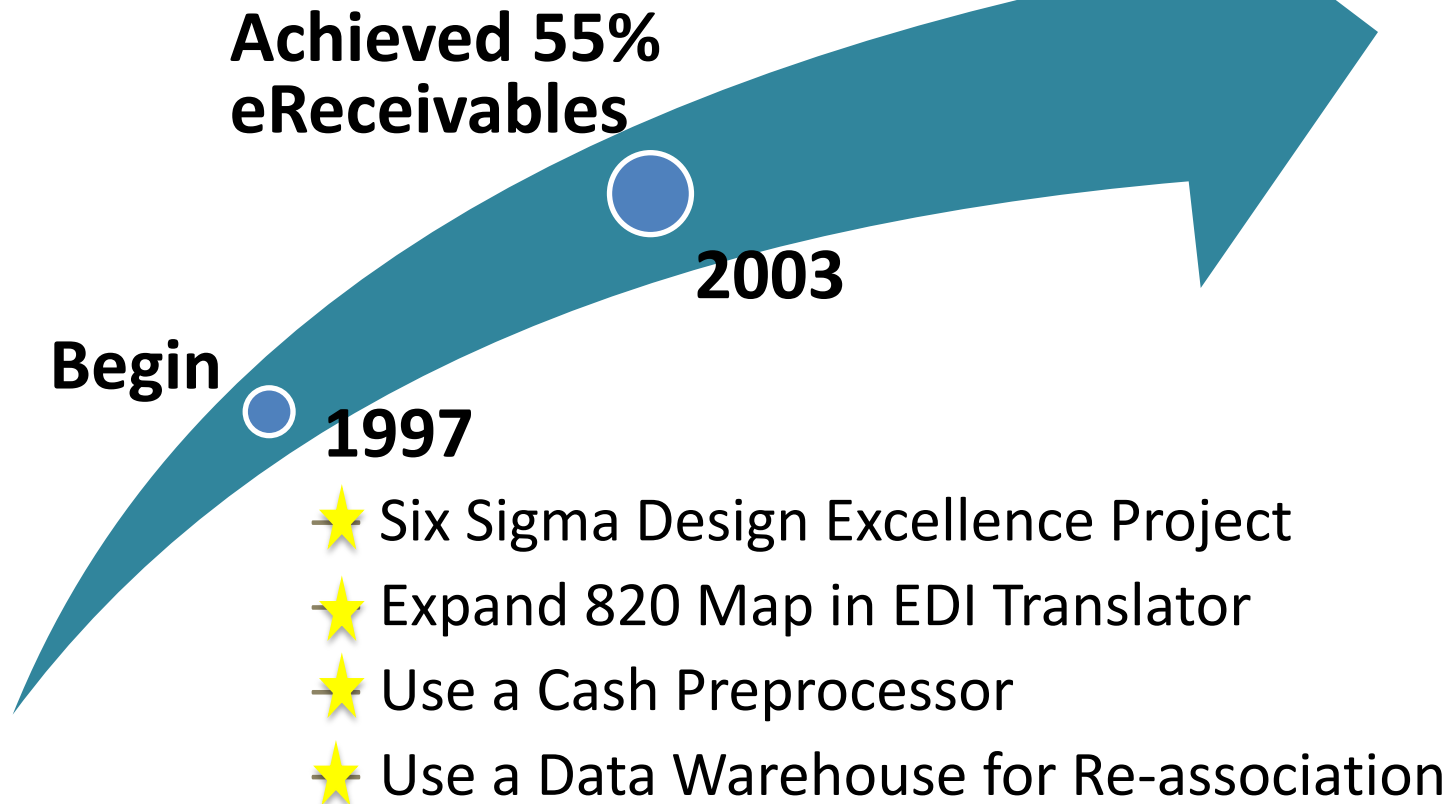 Achieved 55%
eReceivables
2003
Begin
1997
Six Sigma Design Excellence Project
Expand 820 Map in EDI Translator
Use a Cash Preprocessor
Use a Data Warehouse for Re-association